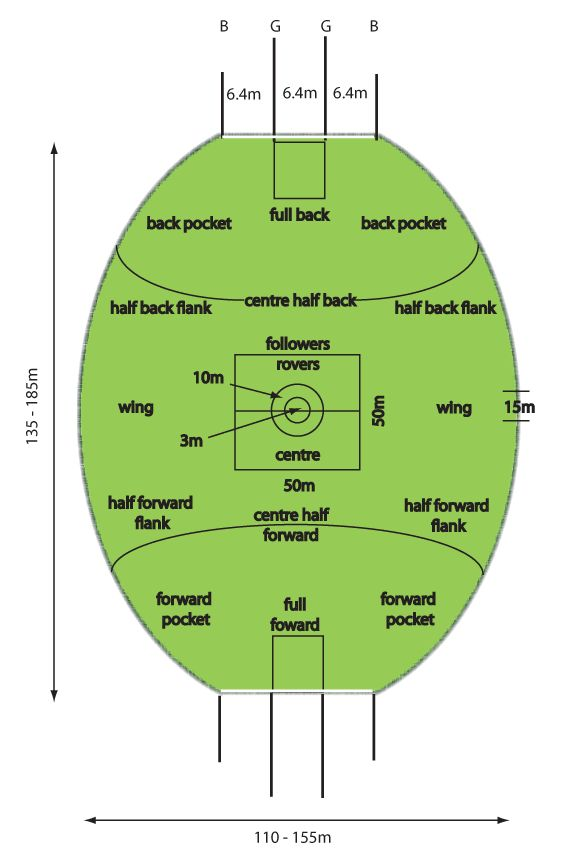 B G G B
6.4m 6.4m 6.4m
full back
back pocket back pocket
centre half back
half back flank half back flank
followers
rovers
10m
wing wing 15m
50m
3m
centre
50m
135 - 185m
half forward
flank
half forward
flank
centre half
forward
forward
pocket
full
foward
forward
pocket
110 - 155m